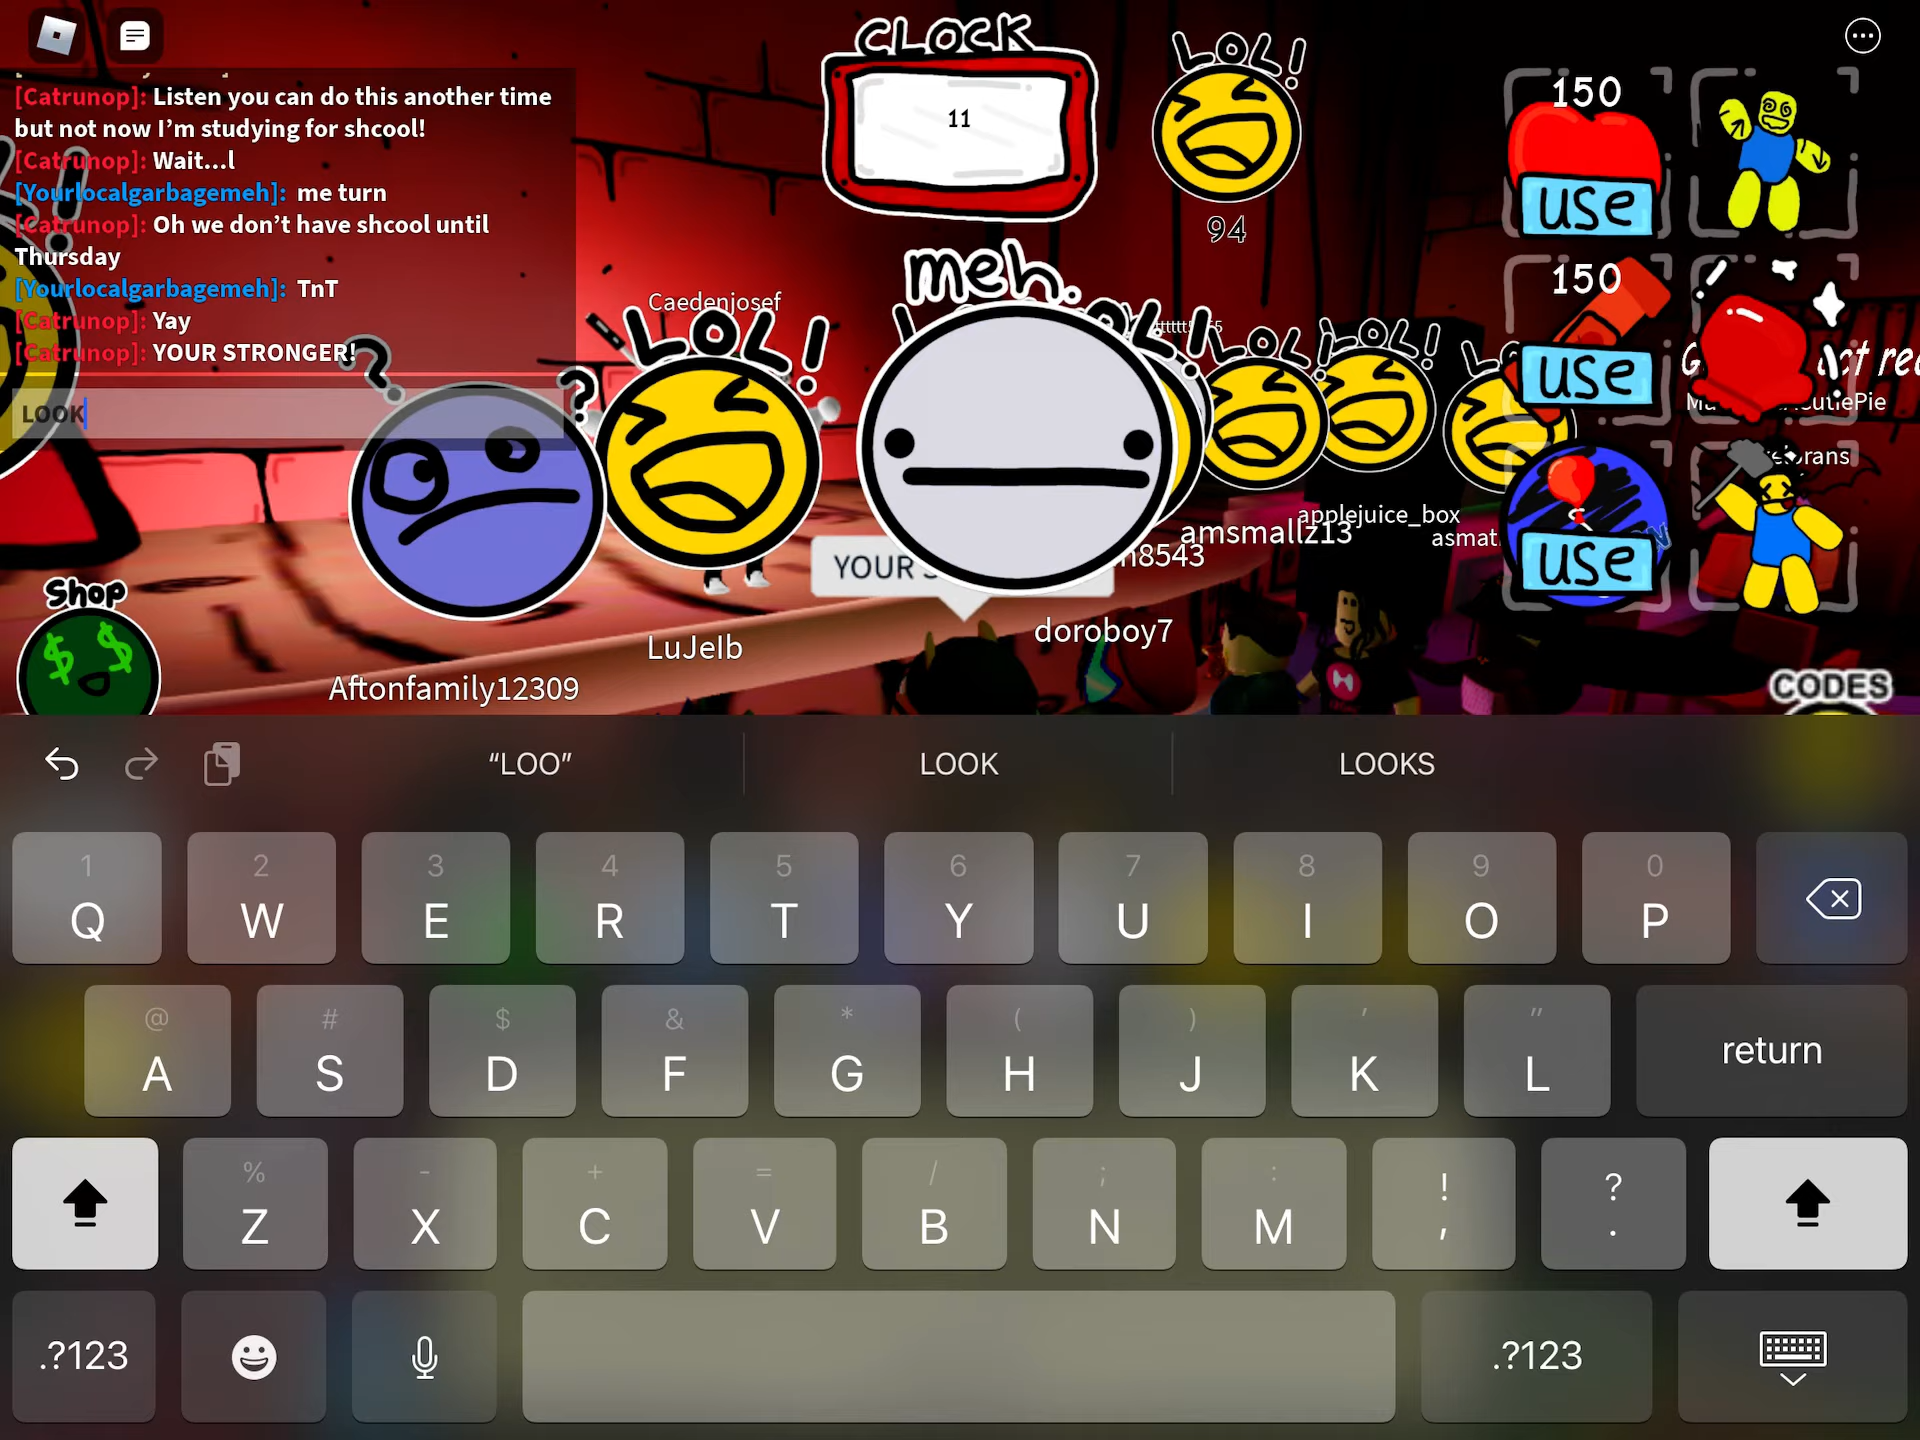 CLOCK
11
LOL!
94
[Catrunop]: Listen you can do this another time
but not now I'm studying for shcool!
[Catrunop]: Wait...l
[Yourlocalgarbagemeh]: me turn
[Catrunop]: Oh we don't have shcool until
Thursday
[Yourlocalgarbagemeh]: TnT
[Catrunop]: Yay
[Catrunop]: YOUR STRONGER!
LOOK
150
use
150
use
use
Caedenjosef
LOL!
meh.
LOL!
LOL!
? ?
YOUR
applejuice_box
amsmallz13
doroboy7
LuJeIb
Aftonfamily12309
Shop
$ $
CODES
"LOO" LOOK LOOKS
1 2 3 4 5 6 7 8 9 0
Q W E R T Y U I O P
@ # $ & * ( ) ' "
A S D F G H J K L return
% - + = / ; : ! ?
Z X C V B N M , .
.?123 .?123